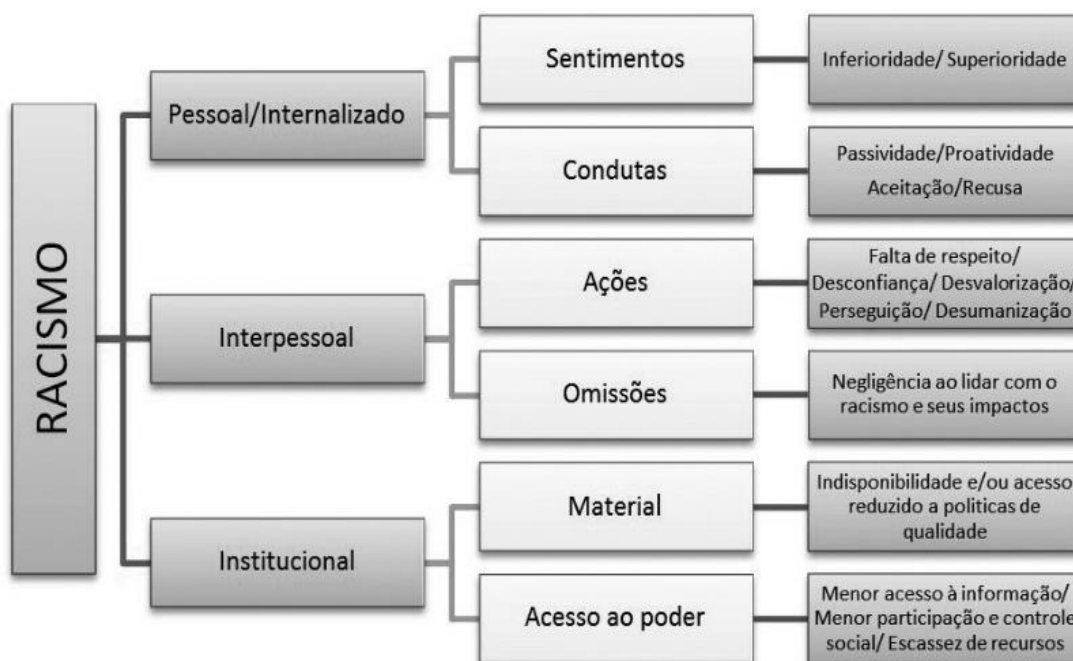 RACISMO
Pessoal/Internalizado
Sentimentos
Inferioridade/ Superioridade
Condutas
Passividade/Proatividade
Aceitação/Recusa
Interpessoal
Ações
Falta de respeito/
Desconfiança/ Desvalorização/
Perseguição/ Desumanização
Omissões
Negligência ao lidar com o
racismo e seus impactos
Institucional
Material
Indisponibilidade e/ou acesso
reduzido a politicas de
qualidade
Acesso ao poder
Menor acesso à informação/
Menor participação e controle
social/ Escassez de recursos